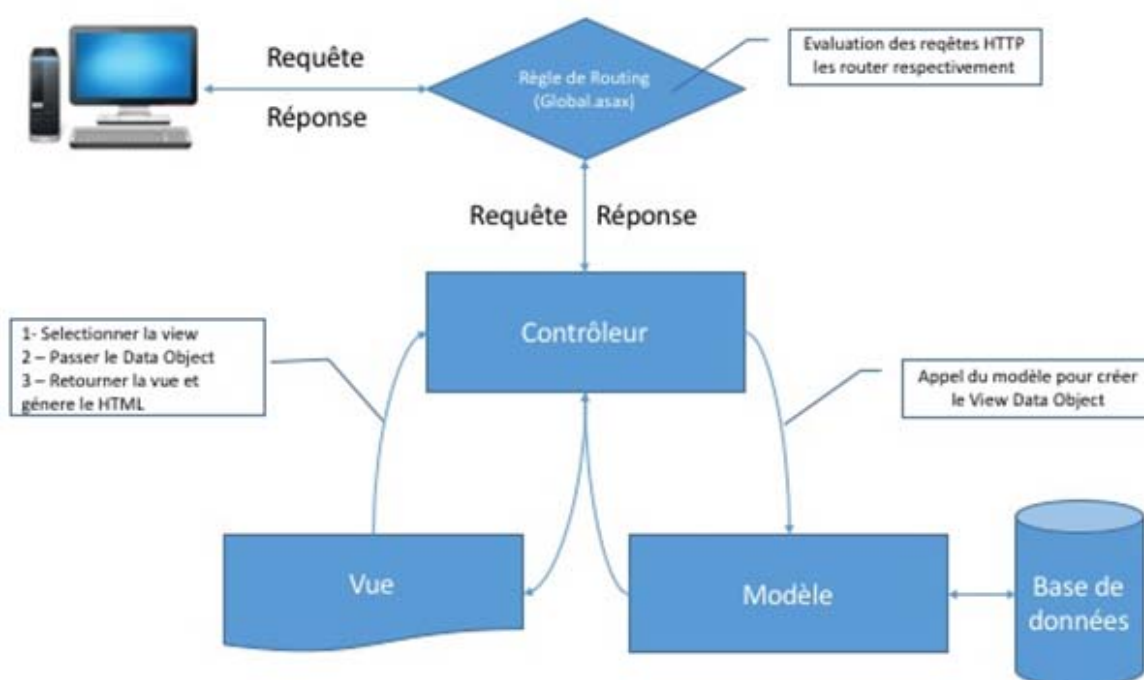 Requête
Réponse
Règle de Routing
(Global.asax)
Evaluation des reqêtes HTTP
les router respectivement
Requête
Réponse
Contrôleur
1- Selectionner la view
2 – Passer le Data Object
3 – Retourner la vue et
génere le HTML
Appel du modèle pour créer
le View Data Object
Vue
Modèle
Base de
données